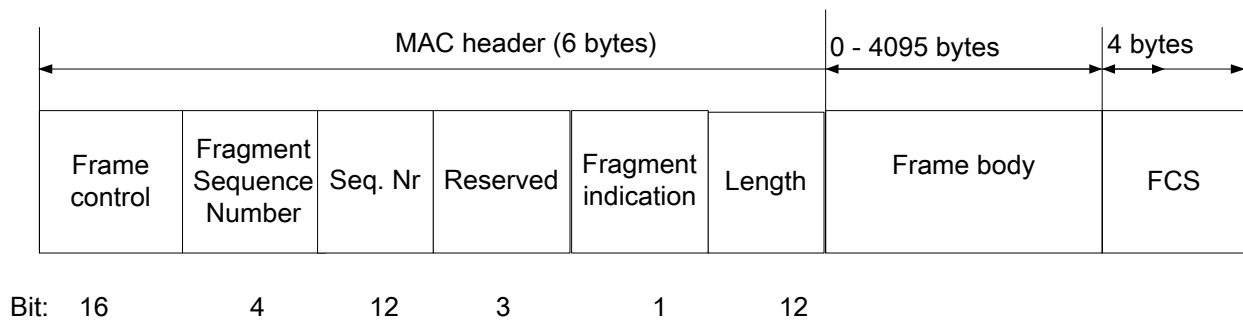 MAC header (6 bytes)
0 - 4095 bytes
4 bytes
Frame
control
Fragment
Sequence
Number
Seq. Nr
Reserved
Fragment
indication
Length
Frame body
FCS
Bit: 16 4 12 3 1 12